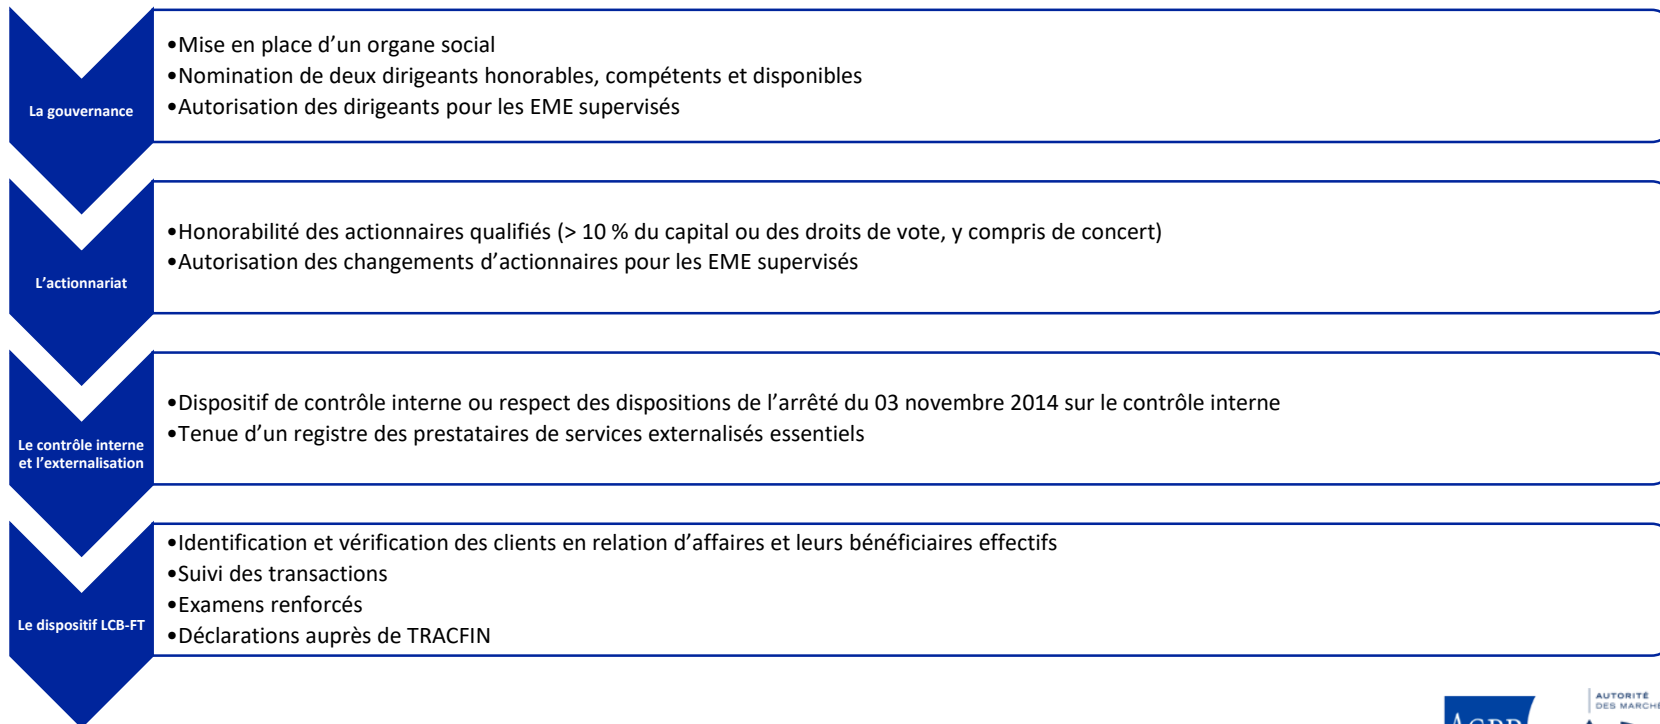 La gouvernance
•Mise en place d’un organe social
•Nomination de deux dirigeants honorables, compétents et disponibles
•Autorisation des dirigeants pour les EME supervisés
L’actionnariat
•Honorabilité des actionnaires qualifiés (> 10 % du capital ou des droits de vote, y compris de concert)
•Autorisation des changements d’actionnaires pour les EME supervisés
Le contrôle interne
et l’externalisation
•Dispositif de contrôle interne ou respect des dispositions de l’arrêté du 03 novembre 2014 sur le contrôle interne
•Tenue d’un registre des prestataires de services externalisés essentiels
Le dispositif LCB-FT
•Identification et vérification des clients en relation d’affaires et leurs bénéficiaires effectifs
•Suivi des transactions
•Examens renforcés
•Déclarations auprès de TRACFIN
AUTORITÉ
DES MARCHÉ